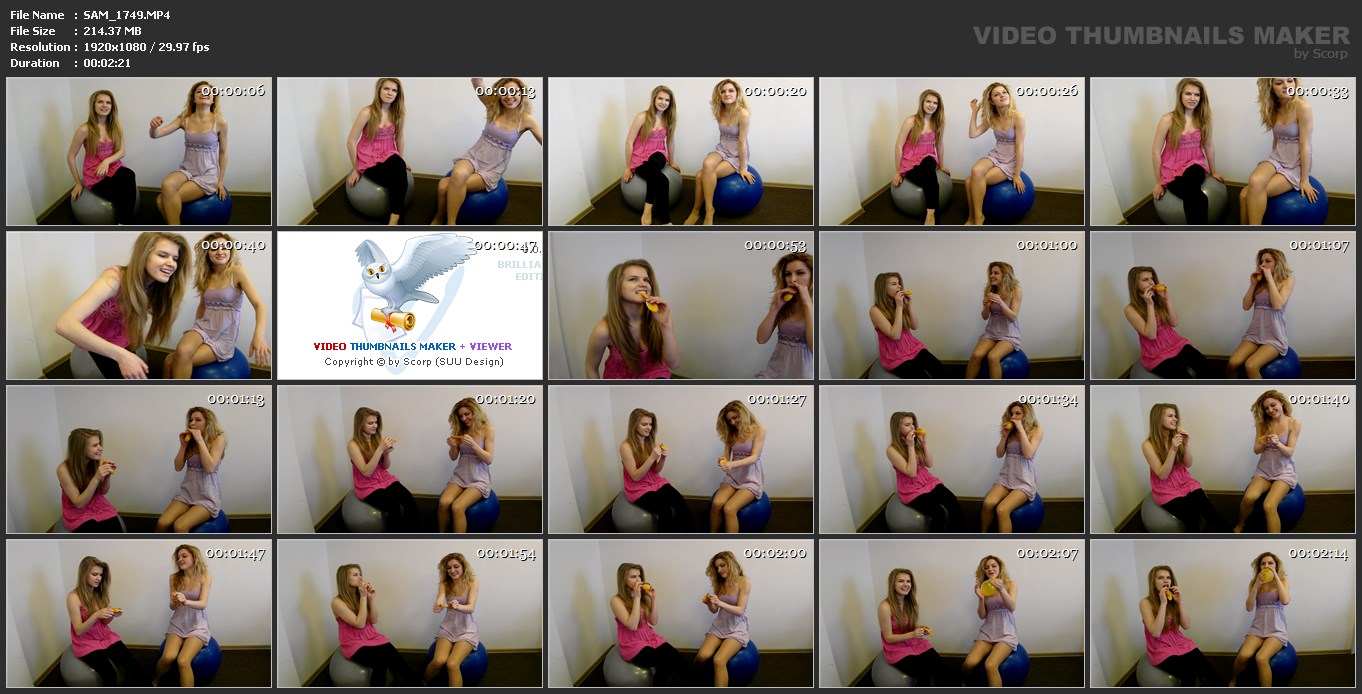 File Name : SAM_1749.MP4
File Size : 214.37 MB
Resolution : 1920x1080 / 29.97 fps
Duration : 00:02:21
VIDEO THUMBNAILS MAKER
by Scorp
00:00:06
00:00:13
00:00:20
00:00:26
00:00:33
00:00:40
00:00:47
BRILLIA
EDITI
VIDEO THUMBNAILS MAKER + VIEWER
Copyright © by Scorp (SUU Design)
00:00:53
00:01:00
00:01:07
00:01:13
00:01:20
00:01:27
00:01:34
00:01:40
00:01:47
00:01:54
00:02:00
00:02:07
00:02:14